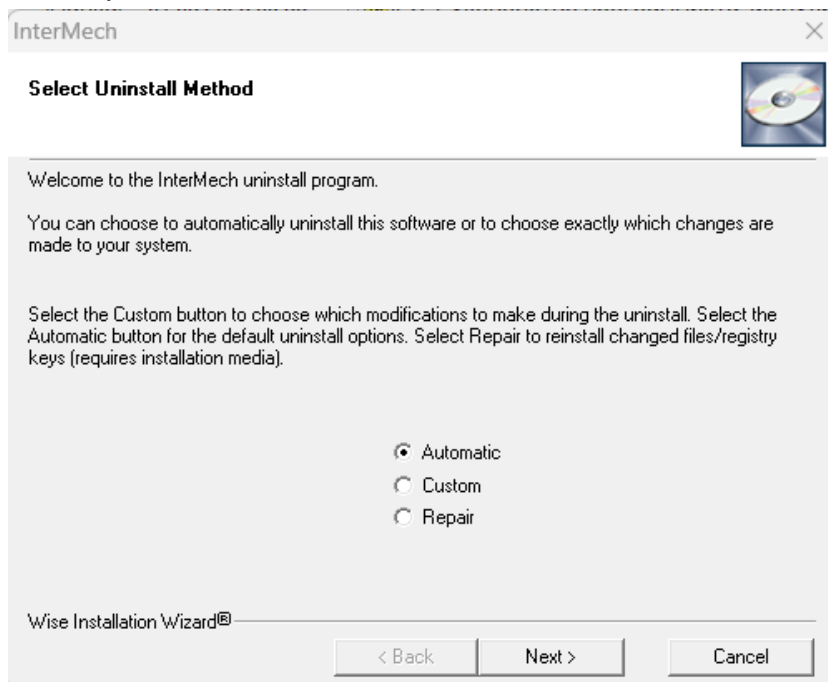 InterMech
Select Uninstall Method
Welcome to the InterMech uninstall program.
You can choose to automatically uninstall this software or to choose exactly which changes are
made to your system.
Select the Custom button to choose which modifications to make during the uninstall. Select the
Automatic button for the default uninstall options. Select Repair to reinstall changed files/registry
keys (requires installation media).
Automatic
Custom
Repair
Wise Installation Wizard®
< Back Next > Cancel